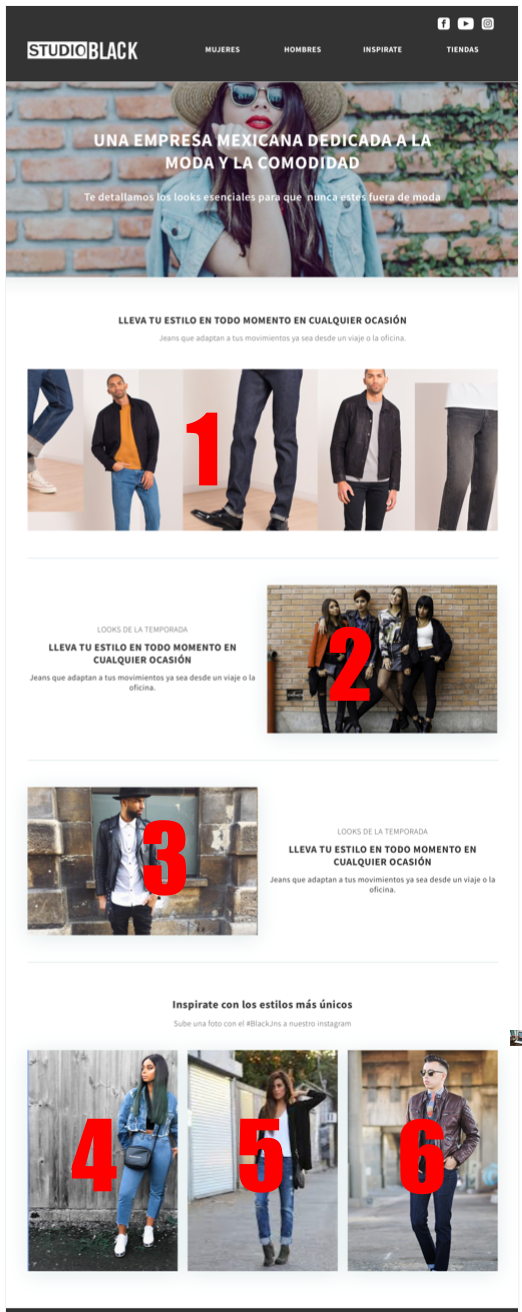 STUDIOBLACK
MUJERES
HOMBRES
INSPIRATE
TIENDAS
UNA EMPRESA MEXICANA DEDICADA A LA
MODA Y LA COMODIDAD
Te detallamos los looks esenciales para que nunca estes fuera de moda
LLEVA TU ESTILO EN TODO MOMENTO EN CUALQUIER OCASIÓN
Jeans que adaptan a tus movimientos ya sea desde un viaje o la oficina.
1
LOOKS DE LA TEMPORADA
LLEVA TU ESTILO EN TODO MOMENTO EN
CUALQUIER OCASIÓN
Jeans que adaptan a tus movimientos ya sea desde un viaje o la
oficina.
2
3
LOOKS DE LA TEMPORADA
LLEVA TU ESTILO EN TODO MOMENTO EN
CUALQUIER OCASIÓN
Jeans que adaptan a tus movimientos ya sea desde un viaje o la
oficina.
Inspirate con los estilos más únicos
Sube una foto con el #BlackJns a nuestro instagram
4
5
6